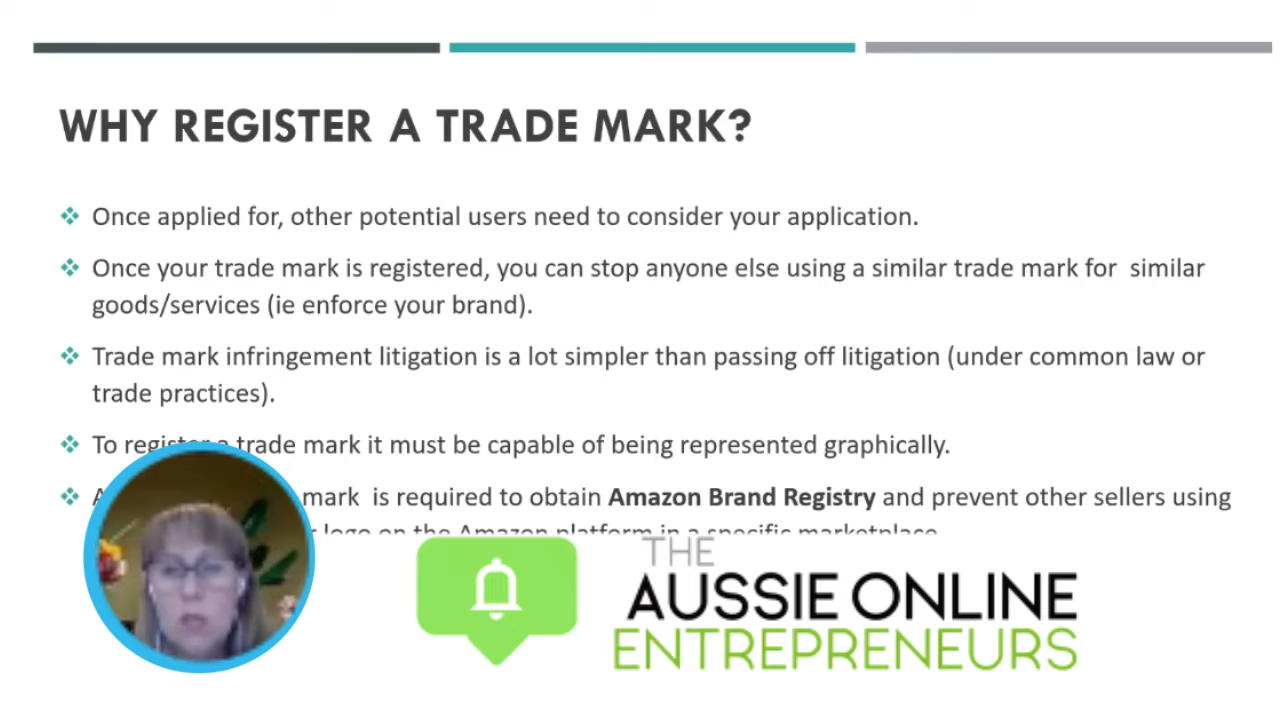 WHY REGISTER A TRADE MARK?
Once applied for, other potential users need to consider your application.
Once your trade mark is registered, you can stop anyone else using a similar trade mark for similar
goods/services (ie enforce your brand).
Trade mark infringement litigation is a lot simpler than passing off litigation (under common law or
trade practices).
To register a trade mark it must be capable of being represented graphically.
mark is required to obtain Amazon Brand Registry and prevent other sellers using
logo on the Amazon platform in a specific marketplace
THE
AUSSIE ONLINE
ENTREPRENEURS